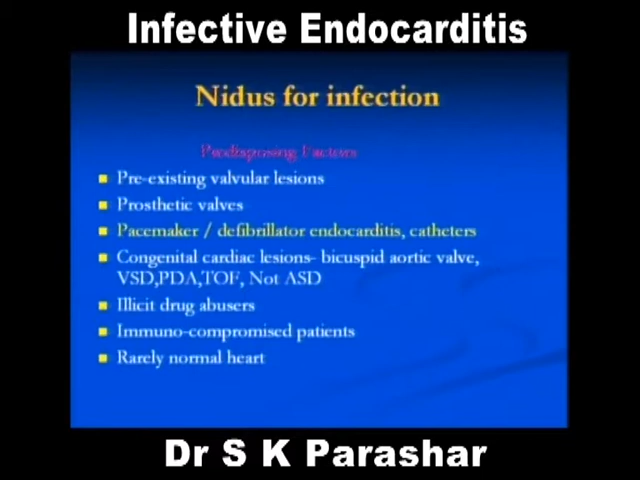 Infective Endocarditis
Nidus for infection
Predisposing Factors
Pre-existing valvular lesions
Prosthetic valves
Pacemaker / defibrillator endocarditis, catheters
Congenital cardiac lesions- bicuspid aortic valve,
VSD,PDA,TOF, Not ASD
Illicit drug abusers
Immuno-compromised patients
Rarely normal heart
Dr S K Parashar